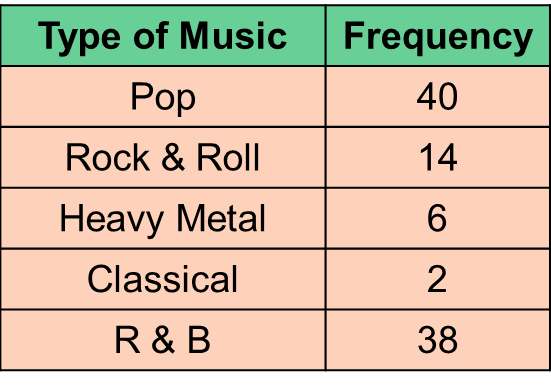 Type of Music Frequency
Pop 40
Rock & Roll 14
Heavy Metal 6
Classical 2
R & B 38